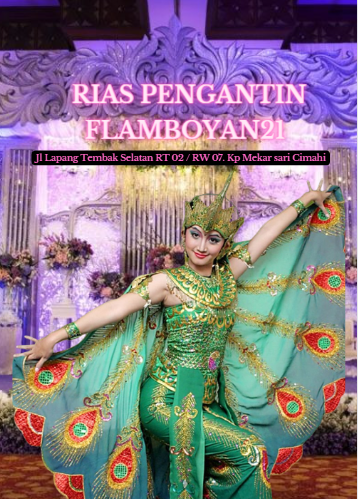 RIAS PENGANTIN
FLAMBOYAN21
Jl Lapang Tembak Selatan RT 02 / RW 07. Kp Mekar sari Cimahi